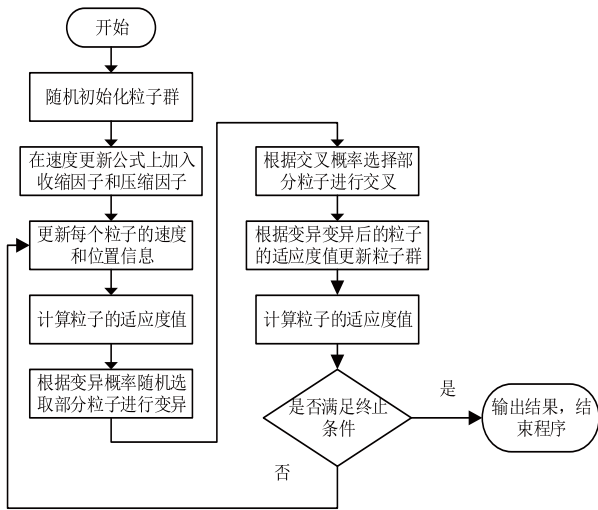 开始
随机初始化粒子群
在速度更新公式上加入
收缩因子和压缩因子
更新每个粒子的速度
和位置信息
计算粒子的适应度值
根据变异概率随机选
取部分粒子进行变异
根据交叉概率选择部
分粒子进行交叉
根据变异变异后的粒子
的适应度值更新粒子群
计算粒子的适应度值
是否满足终止
条件
是
输出结果，结
束程序
否